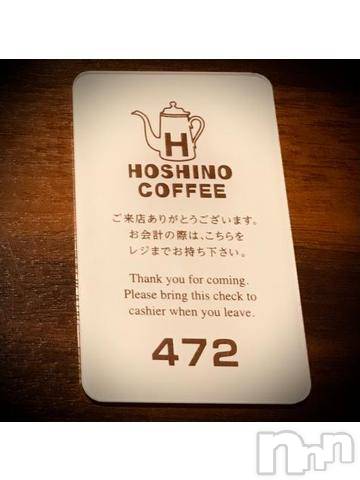 H
HOSHINO
COFFEE
ご来店ありがとうございます。
お会計の際は、こちらを
レジまでお持ち下さい。
Thank you for coming.
Please bring this check to
cashier when you leave.
472
nnn